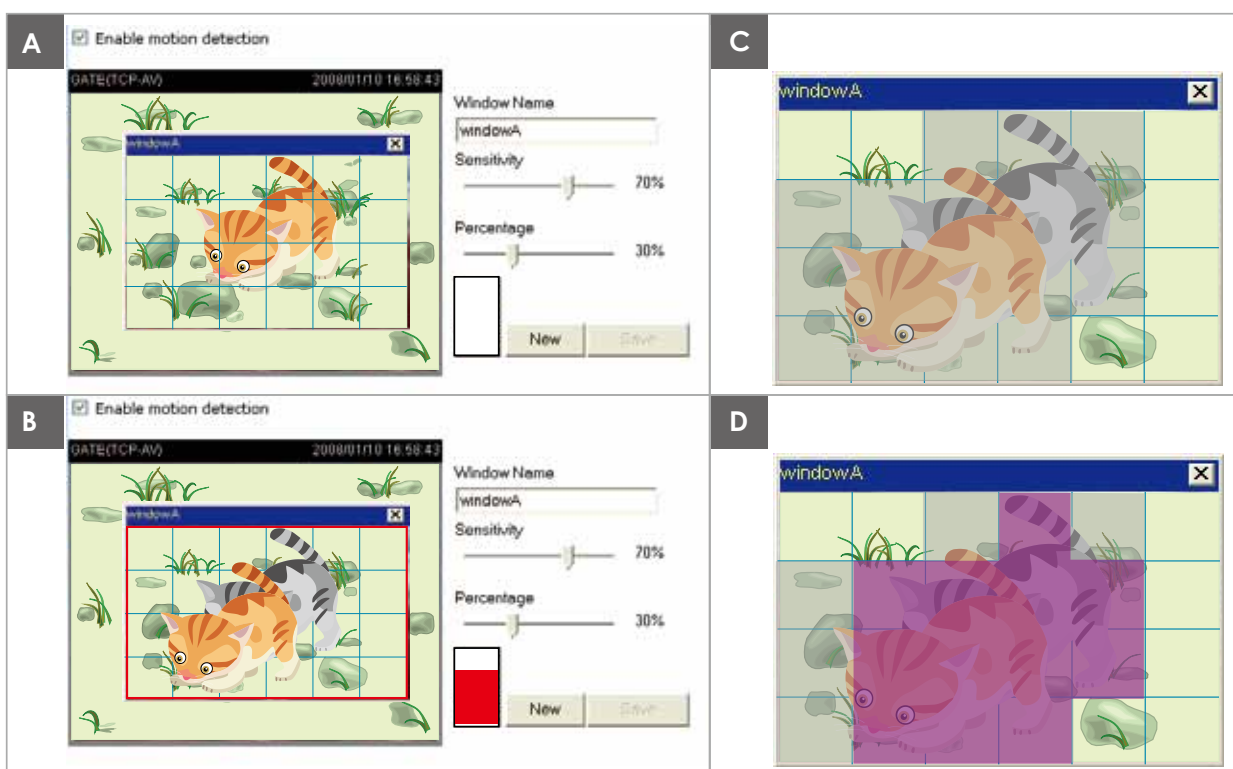 A
Enable motion detection
GATE(TCP-AV) 2008/01/10 16:58:43
windowA
Window Name
windowA
Sensitivity
70%
Percentage
30%
New Save
C
windowA
B
Enable motion detection
GATE(TCP-AV) 2008/01/10 16:58:43
windowA
Window Name
windowA
Sensitivity
70%
Percentage
30%
New Save
D
windowA